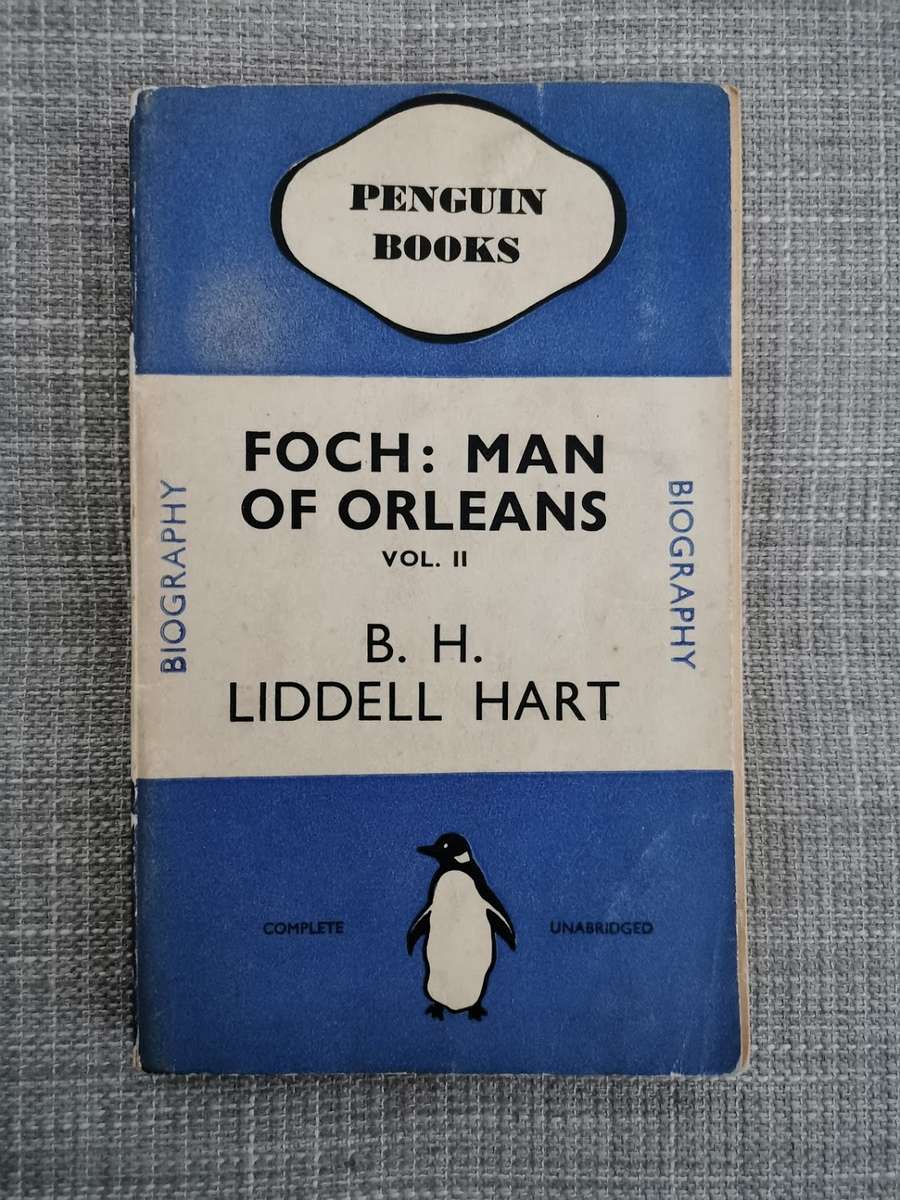 PENGUIN
BOOKS
FOCH: MAN
OF ORLEANS
VOL. II
B. H.
LIDDELL HART
BIOGRAPHY
BIOGRAPHY
COMPLETE
UNABRIDGED